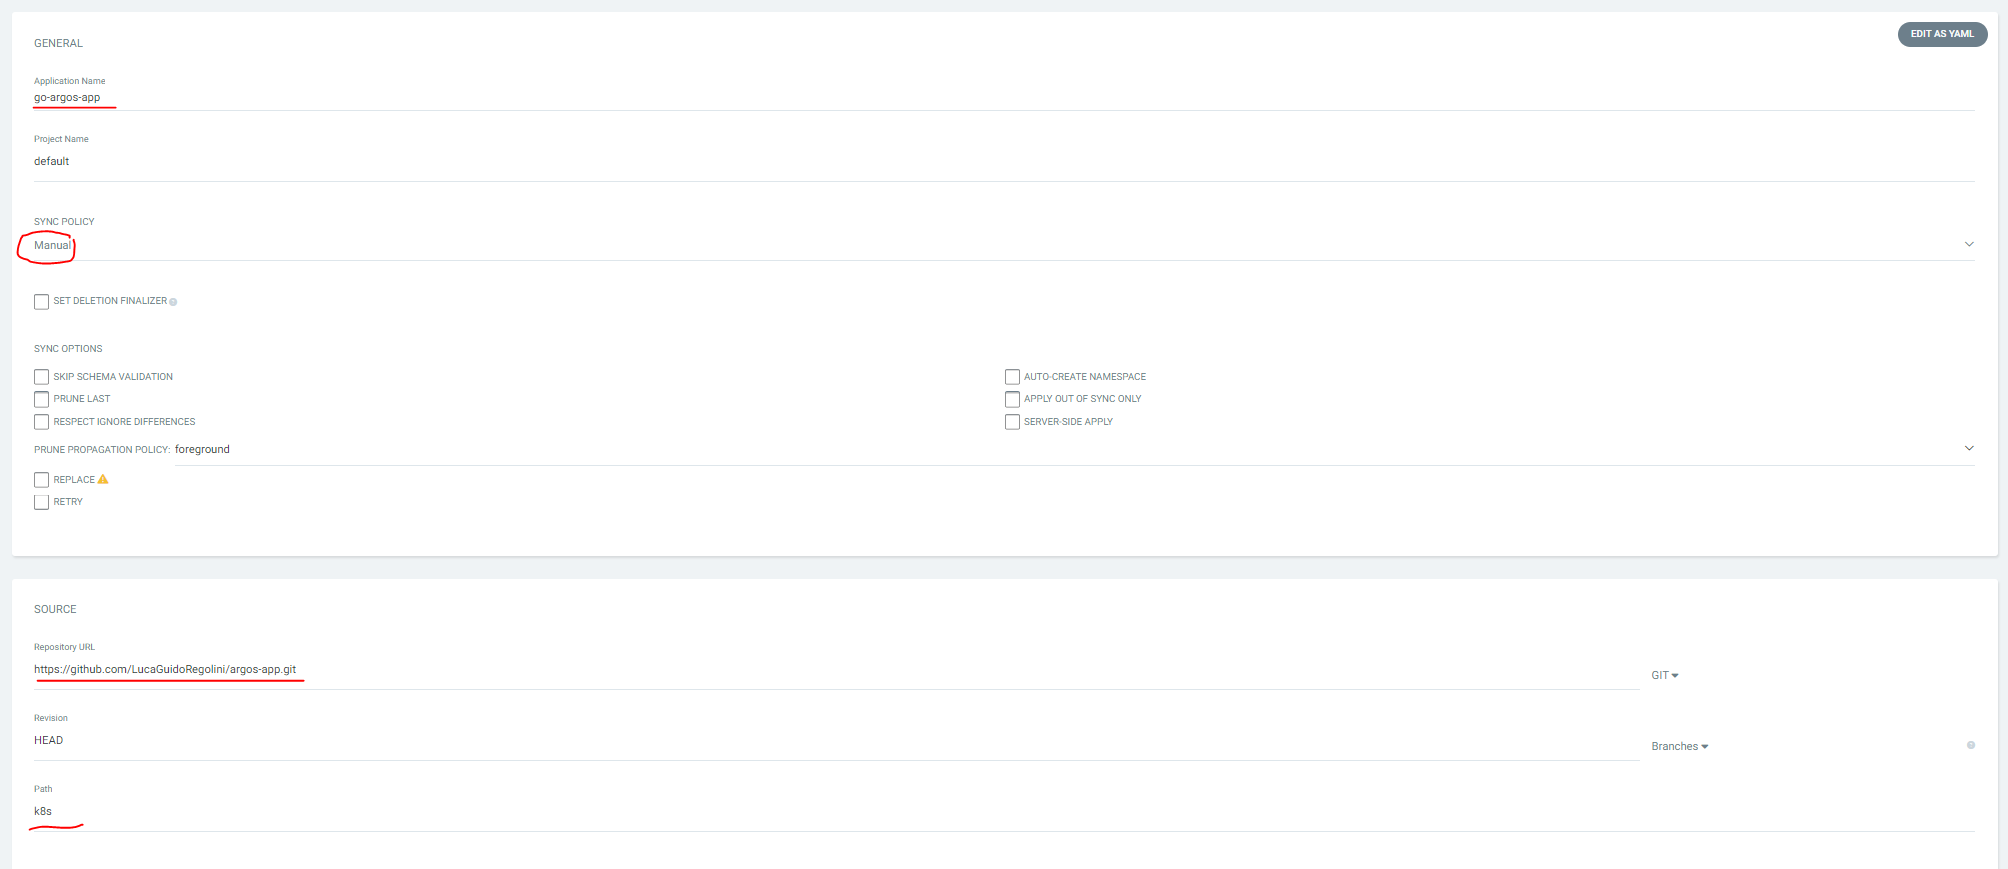 GENERAL
EDIT AS YAML
Application Name
go-argos-app
Project Name
default
SYNC POLICY
Manual
SET DELETION FINALIZER
SYNC OPTIONS
SKIP SCHEMA VALIDATION
AUTO-CREATE NAMESPACE
PRUNE LAST
APPLY OUT OF SYNC ONLY
RESPECT IGNORE DIFFERENCES
SERVER-SIDE APPLY
PRUNE PROPAGATION POLICY: foreground
REPLACE
RETRY
SOURCE
Repository URL
https://github.com/LucaGuidoRegolini/argos-app.git
GIT
Revision
HEAD
Branches
Path
k8s